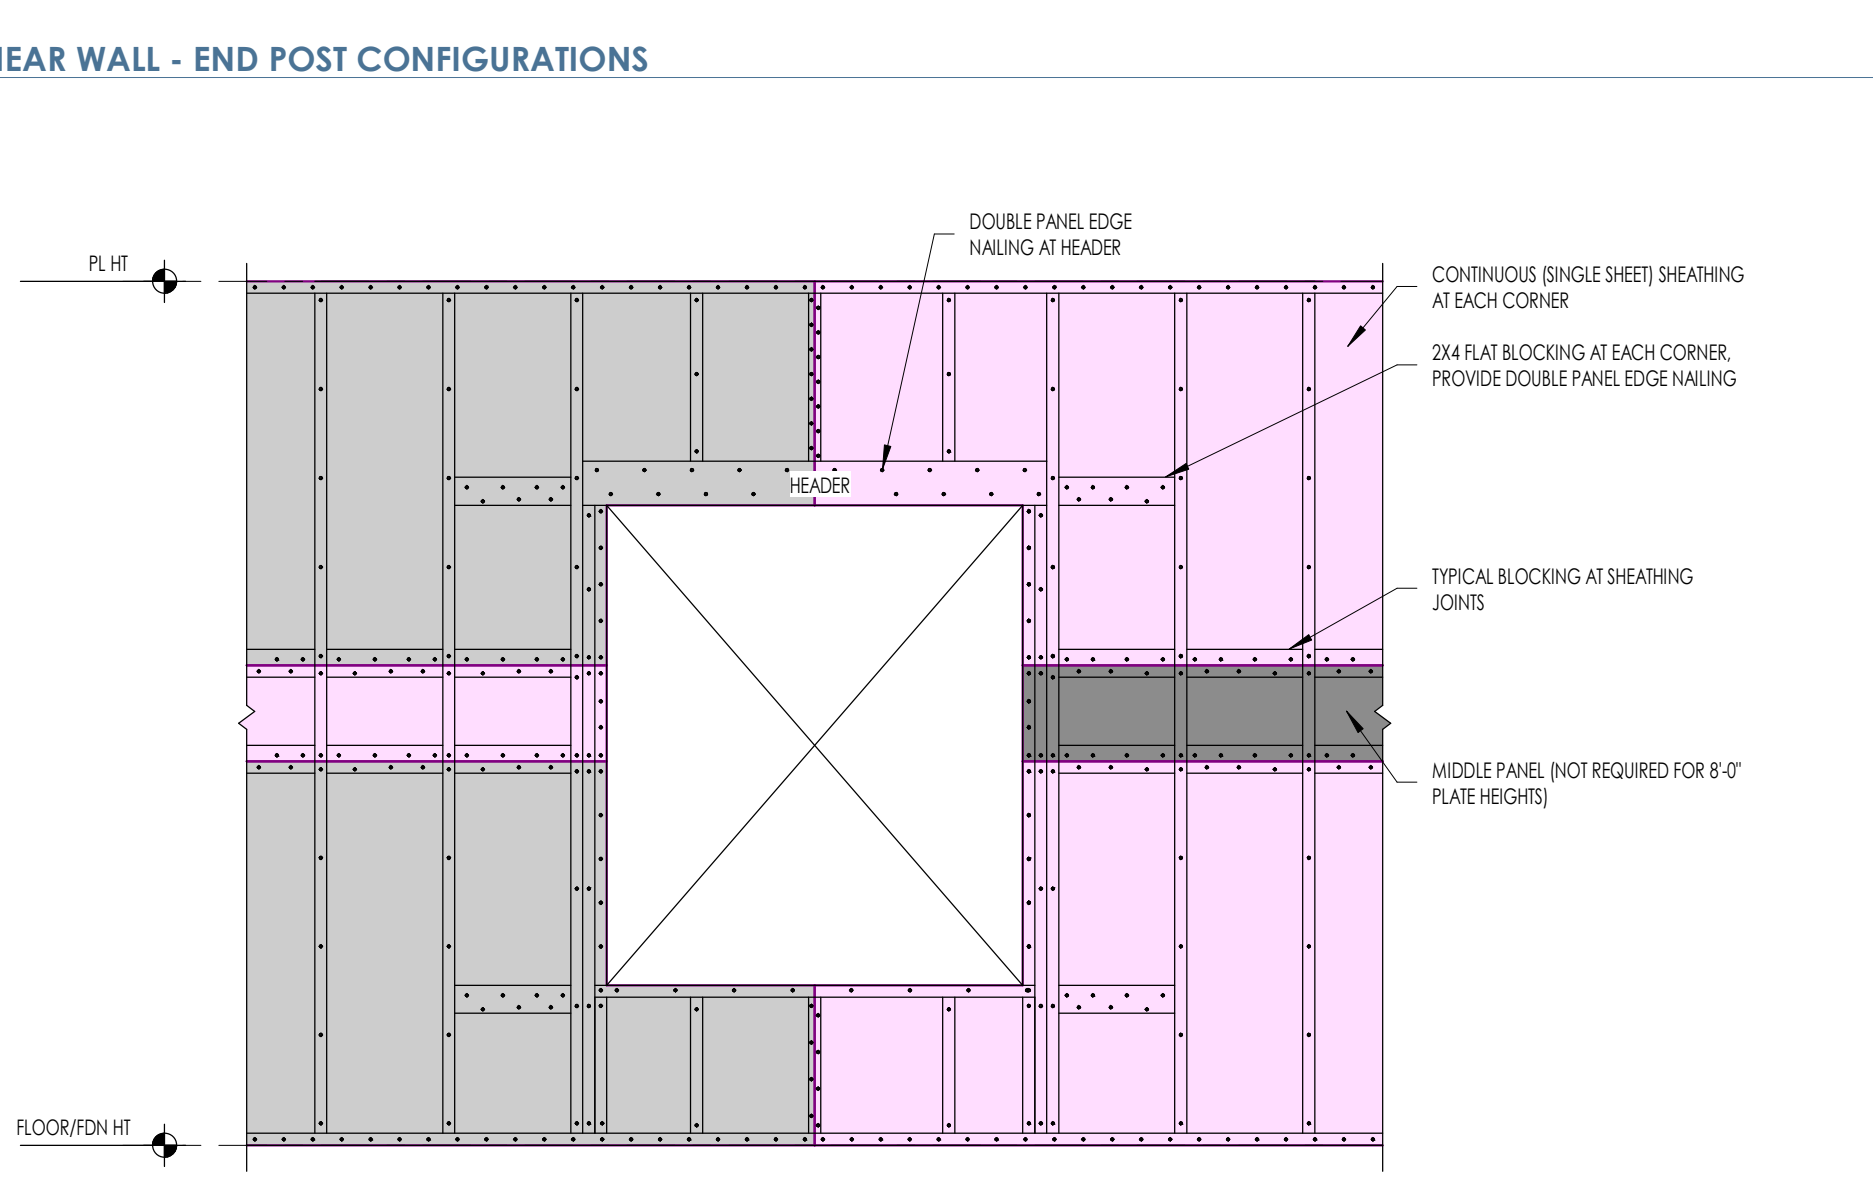 HEAR WALL - END POST CONFIGURATIONS
DOUBLE PANEL EDGE
NAILING AT HEADER
PL HT
CONTINUOUS (SINGLE SHEET) SHEATHING
AT EACH CORNER
2X4 FLAT BLOCKING AT EACH CORNER,
PROVIDE DOUBLE PANEL EDGE NAILING
HEADER
TYPICAL BLOCKING AT SHEATHING
JOINTS
MIDDLE PANEL (NOT REQUIRED FOR 8'-0"
PLATE HEIGHTS)
FLOOR/FDN HT